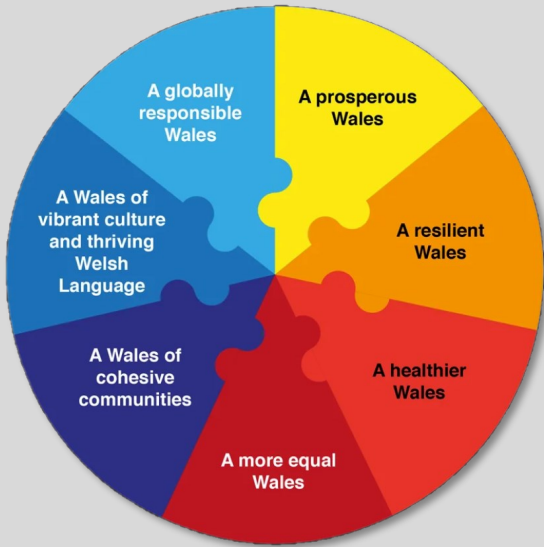 A prosperous
Wales
A resilient
Wales
A healthier
Wales
A more equal
Wales
A Wales of
cohesive
communities
A Wales of
vibrant culture
and thriving
Welsh
Language
A globally
responsible
Wales